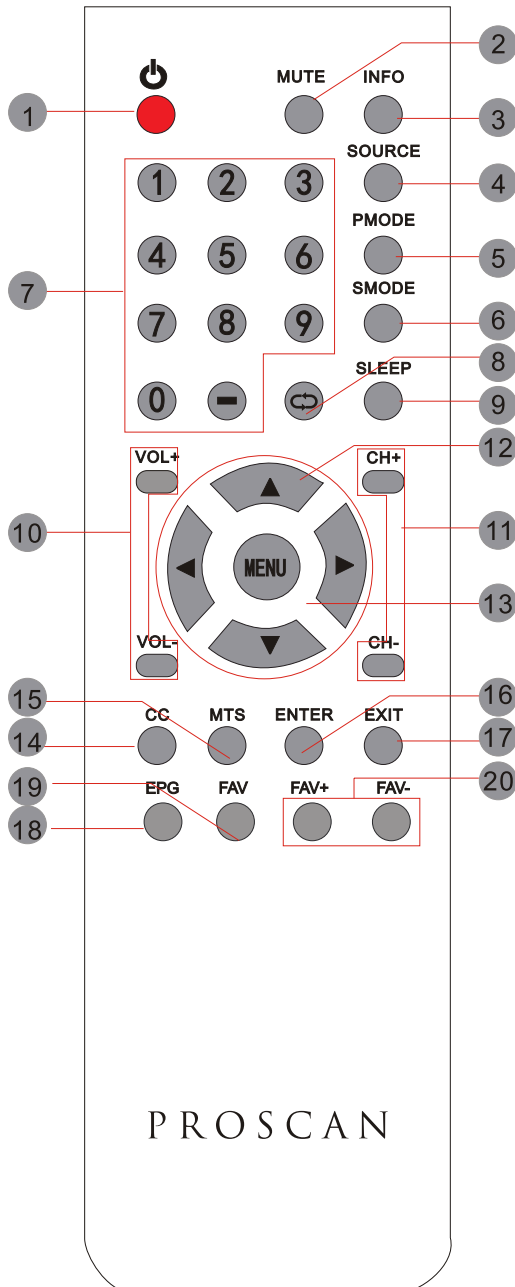 2
MUTE INFO
1
3
SOURCE
1 2 3
4
PMODE
4 5 6
5
7
SMODE
7 8 9
6
8
SLEEP
0 -
9
12
VOL+ CH+
10
11
MENU
13
VOL- CH-
15
16
CC MTS ENTER EXIT
14
17
19
EPG FAV FAV+ FAV-
20
18
PROSCAN